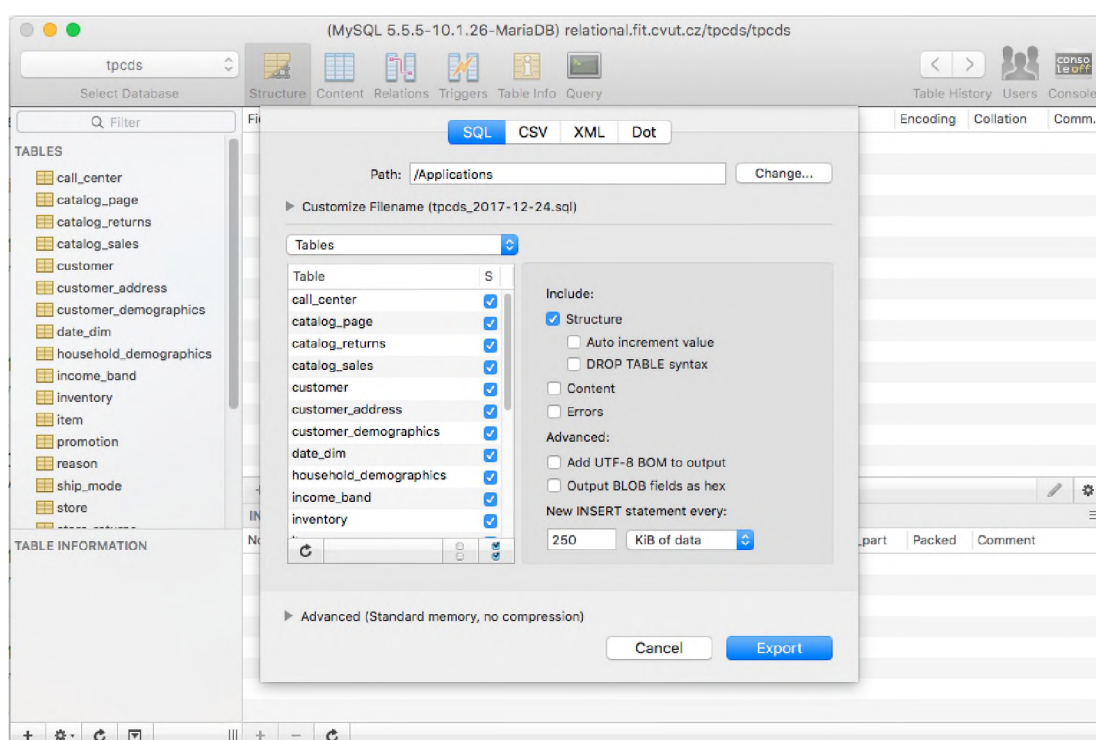 (MySQL 5.5.5-10.1.26-MariaDB) relational.fit.cvut.cz/tpcds/tpcds
tpcds
Select Database
Structure Content Relations Triggers Table Info Query
Table History Users Console
conso
leoff
Filter
TABLES
call_center
catalog_page
catalog_returns
catalog_sales
customer
customer_address
customer_demographics
date_dim
household_demographics
income_band
inventory
item
promotion
reason
ship_mode
store
TABLE INFORMATION
Encoding Collation Comm.
SQL CSV XML Dot
Path: /Applications Change...
Customize Filename (tpcds_2017-12-24.sql)
Tables
Table S
call_center
catalog_page
catalog_returns
catalog_sales
customer
customer_address
customer_demographics
date_dim
household_demographics
income_band
inventory
Include:
Structure
Auto increment value
DROP TABLE syntax
Content
Errors
Advanced:
Add UTF-8 BOM to output
Output BLOB fields as hex
New INSERT statement every:
250 KiB of data
Advanced (Standard memory, no compression)
Cancel Export
_part Packed Comment